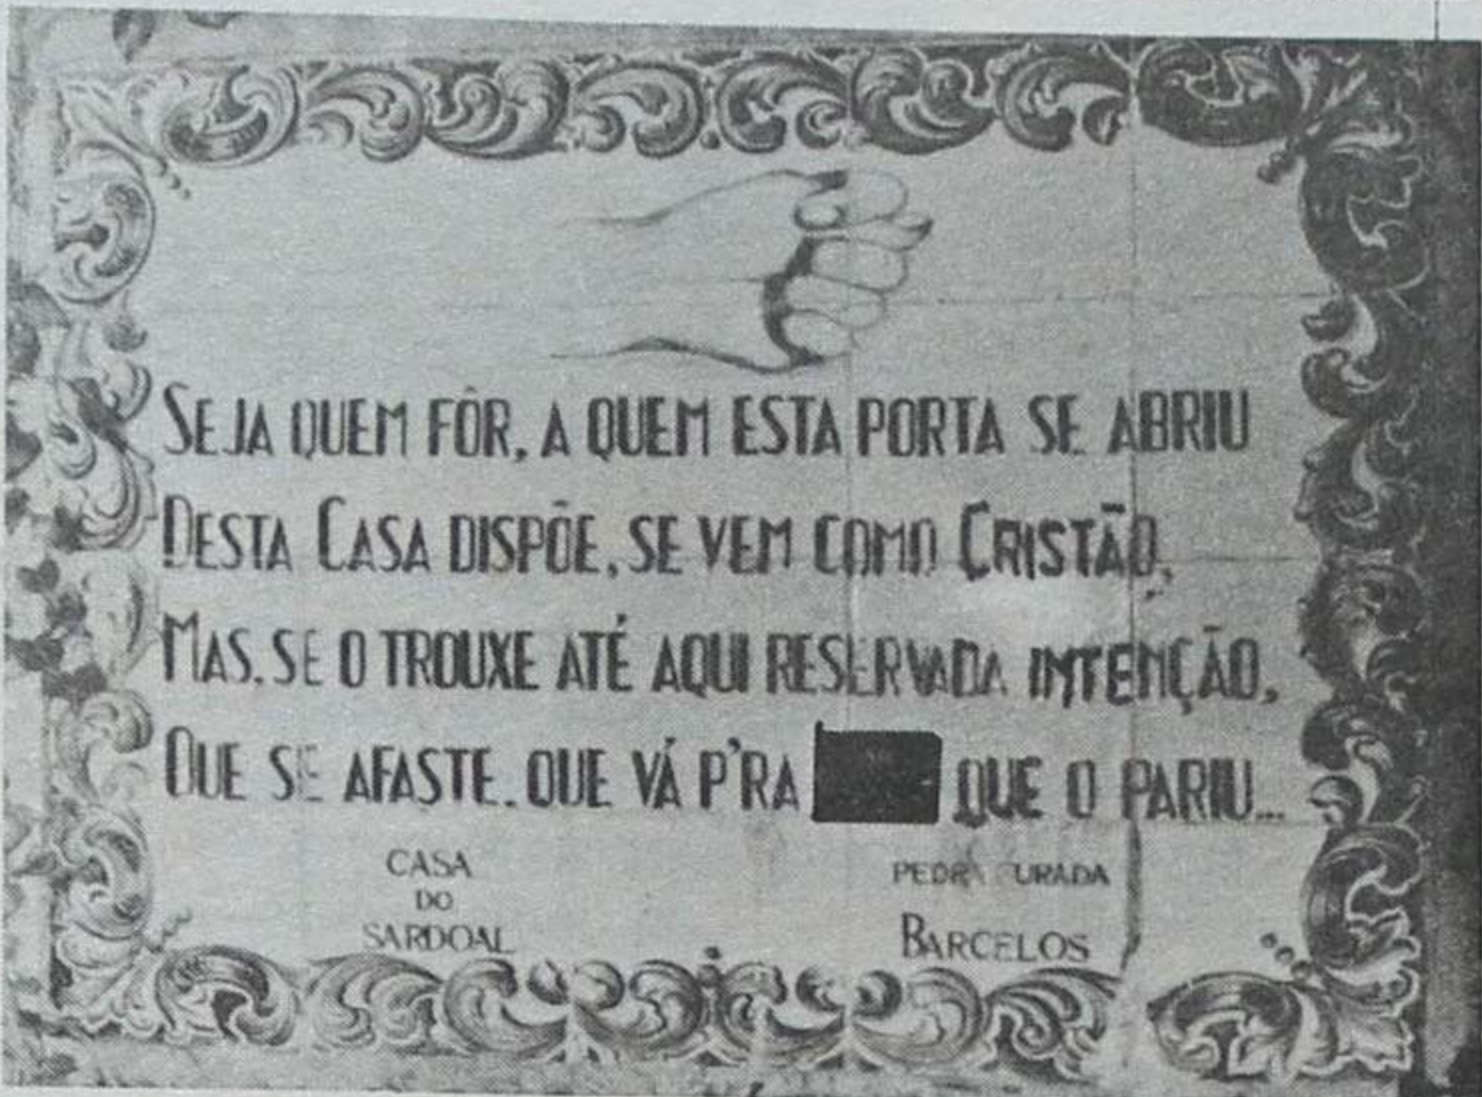 SEJA QUEM FÔR, A QUEM ESTA PORTA SE ABRIU
DESTA CASA DISPÕE, SE VEM COMO CRISTÃO,
MAS, SE O TROUXE ATÉ AQUI RESERVADA INTENÇÃO,
QUE SE AFASTE. QUE VÁ P'RA QUE O PARIU...
CASA
DO
SARDOAL
PEDRA FURADA
BARCELOS